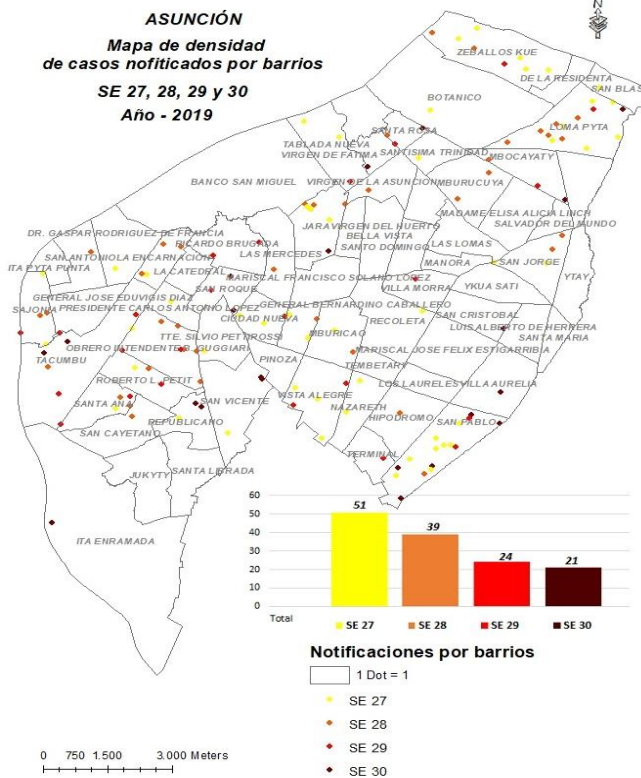 ASUNCIÓN
Mapa de densidad
de casos nofiticados por barrios
SE 27, 28, 29 y 30
Año - 2019
N
ZEBALLOS KUE
DE LA RESIDENTA
SAN BLAS
BOTANICO
LOMA PYTA
SANTA ROSA
TABLADA NUEVA
SANTISIMA TRINIDAD
VIRGEN DE FATIMA
MBOCAYATY
BANCO SAN MIGUEL
VIRGEN DE LA ASUNCION
MBURUCUYA
MADAME ELISA ALICIA LINCH
JARA
VIRGEN DEL HUERTO
SALVADOR DEL MUNDO
DR. GASPAR RODRIGUEZ DE FRANCIA
BELLA VISTA
RICARDO BRUGADA
LAS MERCEDES
SANTO DOMINGO
LAS LOMAS
SAN ANTONIO
LA ENCARNACION
MANORA
SAN JORGE
ITA PYTA PUNTA
LA CATEDRAL
MARISCAL FRANCISCO SOLANO LOPEZ
YTAY
SAN ROQUE
VILLA MORRA
YKUA SATI
GENERAL JOSE EDUVIGIS DIAZ
GENERAL BERNARDINO CABALLERO
SAJONIA
PRESIDENTE CARLOS ANTONIO LOPEZ
CIUDAD NUEVA
RECOLETA
SAN CRISTOBAL
LUIS ALBERTO DE HERRERA
TTE. SILVIO PETTIROSSI
MBURICAO
SANTA MARIA
OBRERO INTENDENTE B. GUGGIARI
MARISCAL JOSE FELIX ESTIGARRIBIA
TACUMBU
PINOZA
TEMBETARY
ROBERTO L. PETIT
LOS LAURELES
VILLA AURELIA
SANTA ANA
SAN VICENTE
VISTA ALEGRE
NAZARETH
REPUBLICANO
HIPODROMO
SAN PABLO
SAN CAYETANO
TERMINAL
JUKYTY
SANTA LIBRADA
ITA ENRAMADA
60
50
40
30
20
10
0
51
39
24
21
Total
SE 27 SE 28 SE 29 SE 30
Notificaciones por barrios
1 Dot = 1
SE 27
SE 28
SE 29
SE 30
0 750 1.500 3.000 Meters